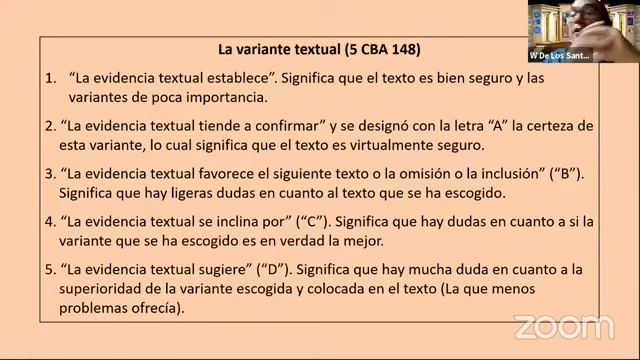 La variante textual (5 CBA 148)
1. “La evidencia textual establece”. Significa que el texto es bien seguro y las
variantes de poca importancia.
2. “La evidencia textual tiende a confirmar” y se designó con la letra “A” la certeza de
esta variante, lo cual significa que el texto es virtualmente seguro.
3. “La evidencia textual favorece el siguiente texto o la omisión o la inclusión” (“B”).
Significa que hay ligeras dudas en cuanto al texto que se ha escogido.
4. “La evidencia textual se inclina por” (“C”). Significa que hay dudas en cuanto a si la
variante que se ha escogido es en verdad la mejor.
5. “La evidencia textual sugiere” (“D”). Significa que hay mucha duda en cuanto a la
superioridad de la variante escogida y colocada en el texto (La que menos
problemas ofrecía).
W De Los Sant...
zoom